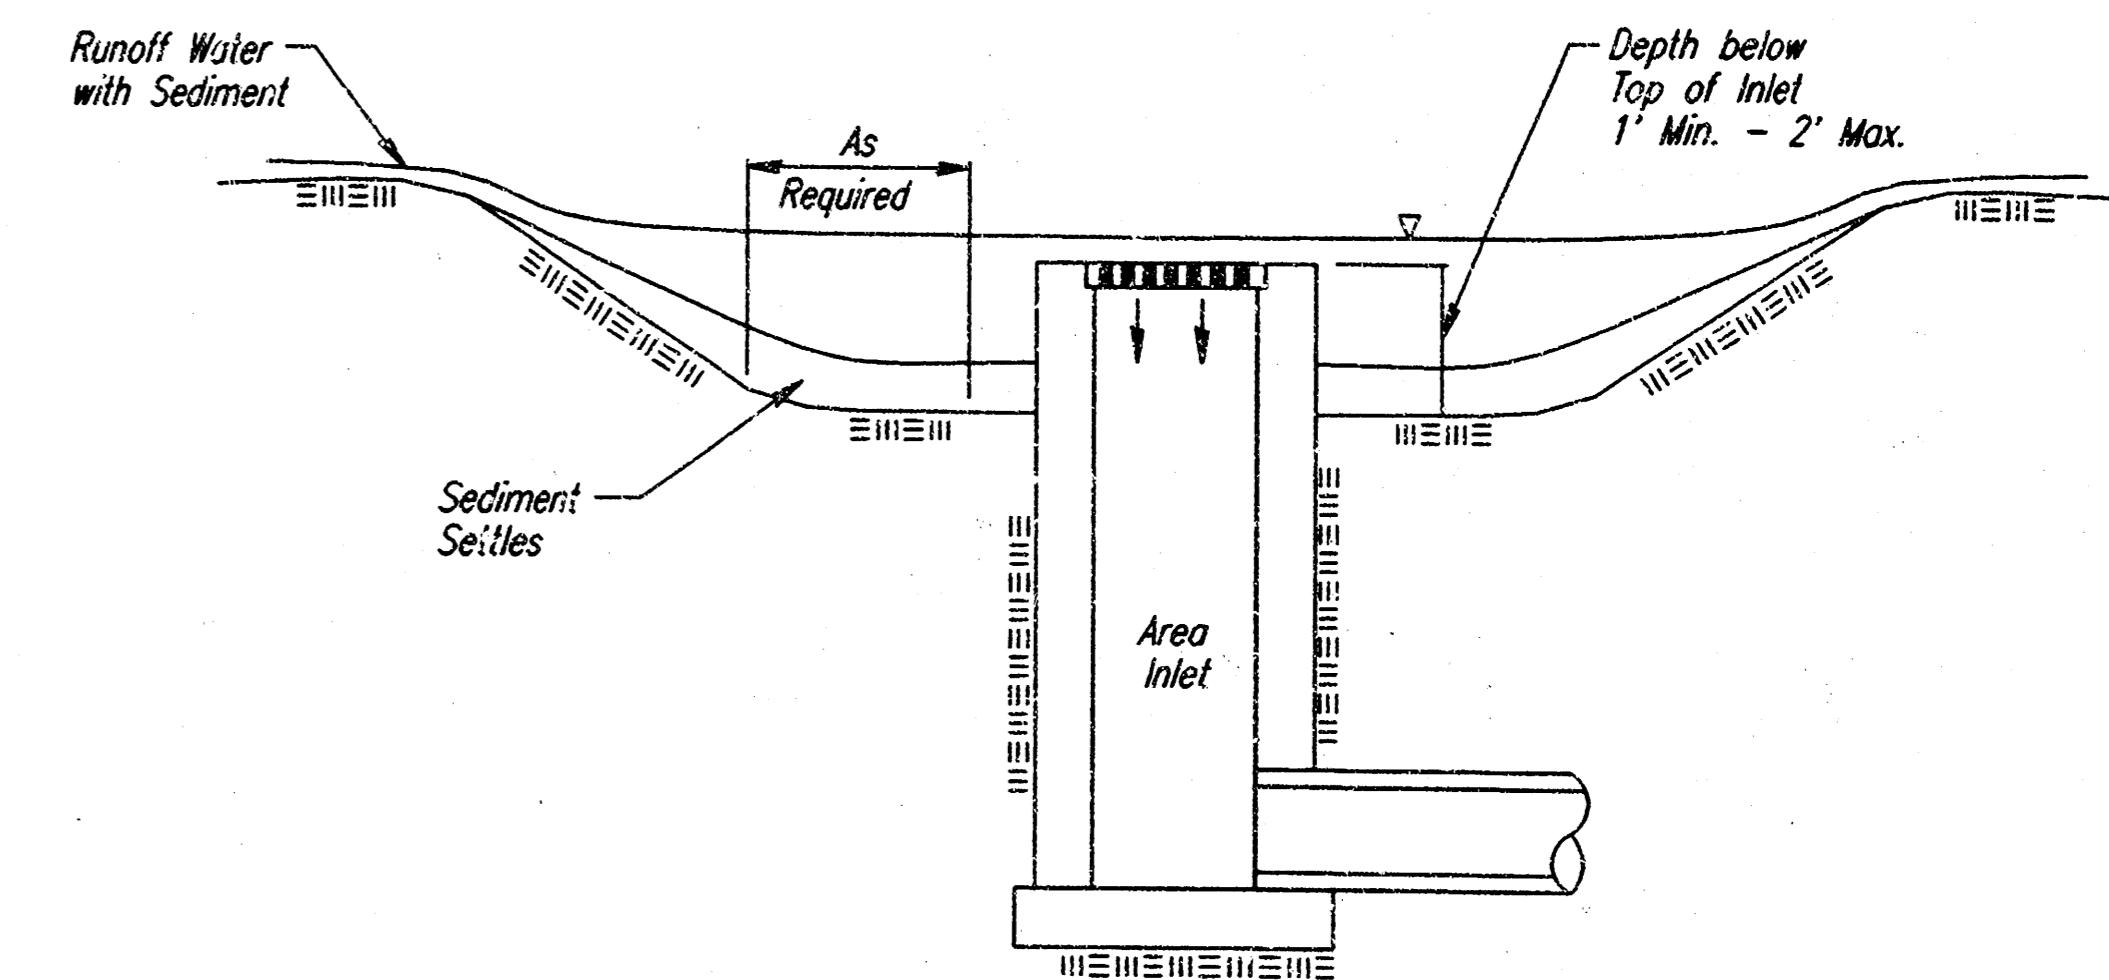 Runoff Water
with Sediment
As
Required
Depth below
Top of Inlet
1' Min. - 2' Max.
Sediment
Settles
Area
Inlet